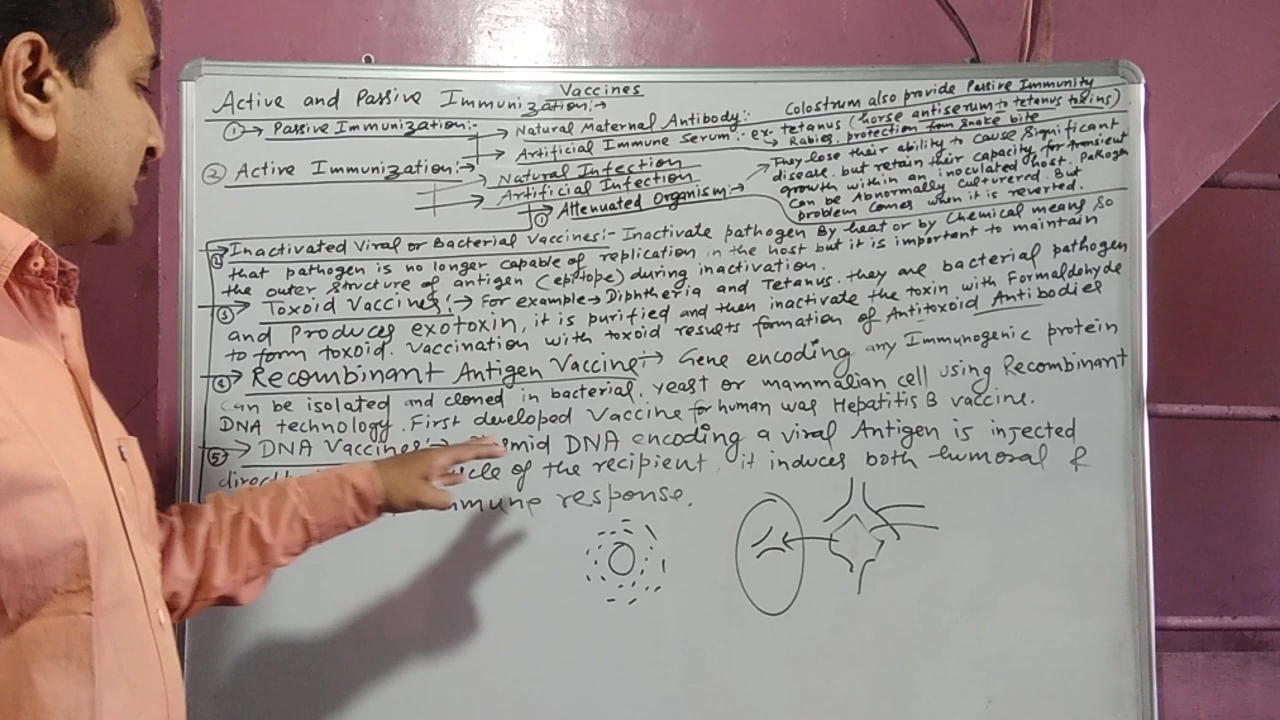 Vaccines
Active and Passive Immunization:→
Colostrum also provide Passive Immunity
①→ Passive Immunization:-
→ Natural Maternal Antibody:-
→ Artificial Immune Serum:- ex. tetanus (horse antiserum to tetanus toxins)
→ Rabies, protection from snake bite
② Active Immunization:→
Natural Infection
→ Artificial Infection
① Attenuated Organism:→
→ They lose their ability to cause significant
disease, but retain their capacity for transient
growth within an inoculated host. Pathogen
can be Abnormally cultured. But
problem comes when it is reverted.
②→ Inactivated Viral or Bacterial Vaccines:- Inactivate pathogen By heat or by Chemical means so
that pathogen is no longer capable of replication in the host but it is important to maintain
the outer structure of antigen (epitope) during inactivation.
③→ Toxoid Vaccines:→ For example→ Diphtheria and Tetanus. they are bacterial pathogen
and Produces exotoxin, it is purified and then inactivate the toxin with Formaldehyde
to form toxoid. Vaccination with toxoid results formation of Antitoxoid Antibodies
④→ Recombinant Antigen Vaccine:→ Gene encoding any Immunogenic protein
can be isolated and cloned in bacterial, yeast or mammalian cell using Recombinant
DNA technology. First developed Vaccine for human was Hepatitis B vaccine.
⑤→ DNA Vaccines:→ DNA encoding a viral Antigen is injected
of the recipient, it induces both humoral &
response.